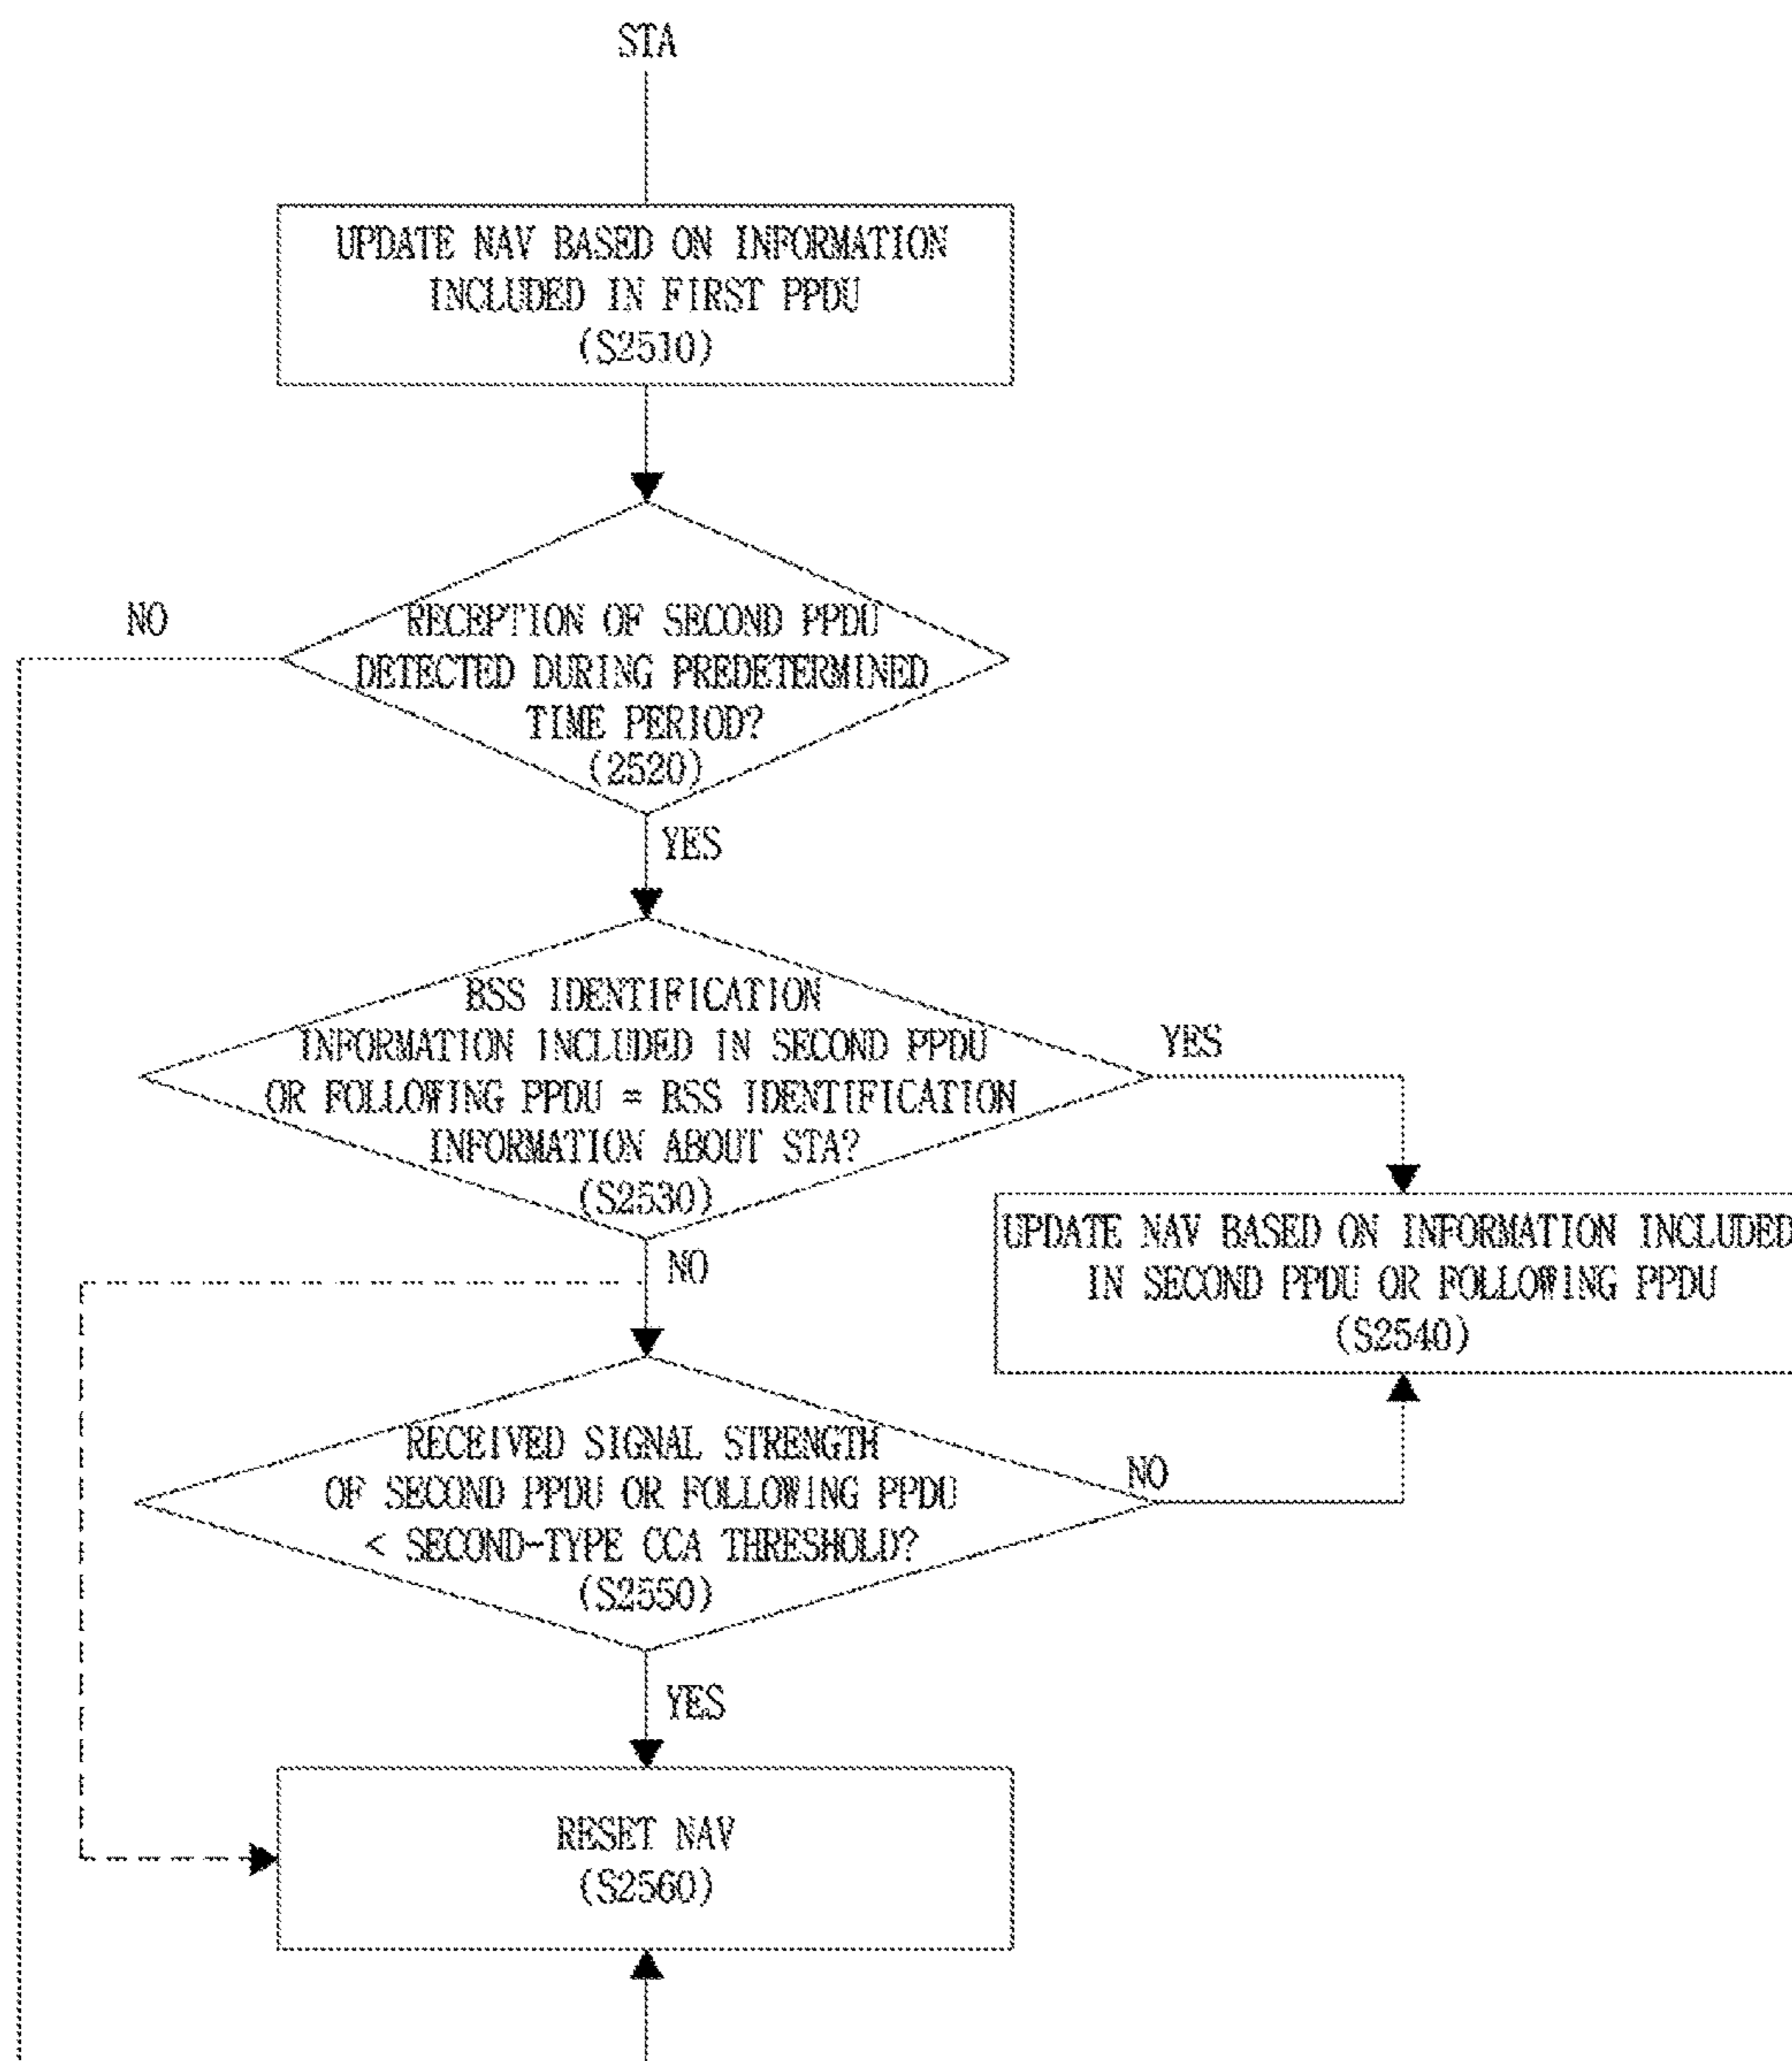 STA
UPDATE NAV BASED ON INFORMATION
INCLUDED IN FIRST PPDU
(S2510)
NO
RECEPTION OF SECOND PPDU
DETECTED DURING PREDETERMINED
TIME PERIOD?
(2520)
YES
BSS IDENTIFICATION
INFORMATION INCLUDED IN SECOND PPDU
OR FOLLOWING PPDU = BSS IDENTIFICATION
INFORMATION ABOUT STA?
(S2530)
YES
NO
UPDATE NAV BASED ON INFORMATION INCLUDED
IN SECOND PPDU OR FOLLOWING PPDU
(S2540)
RECEIVED SIGNAL STRENGTH
OF SECOND PPDU OR FOLLOWING PPDU
< SECOND-TYPE CCA THRESHOLD?
(S2550)
NO
YES
RESET NAV
(S2560)